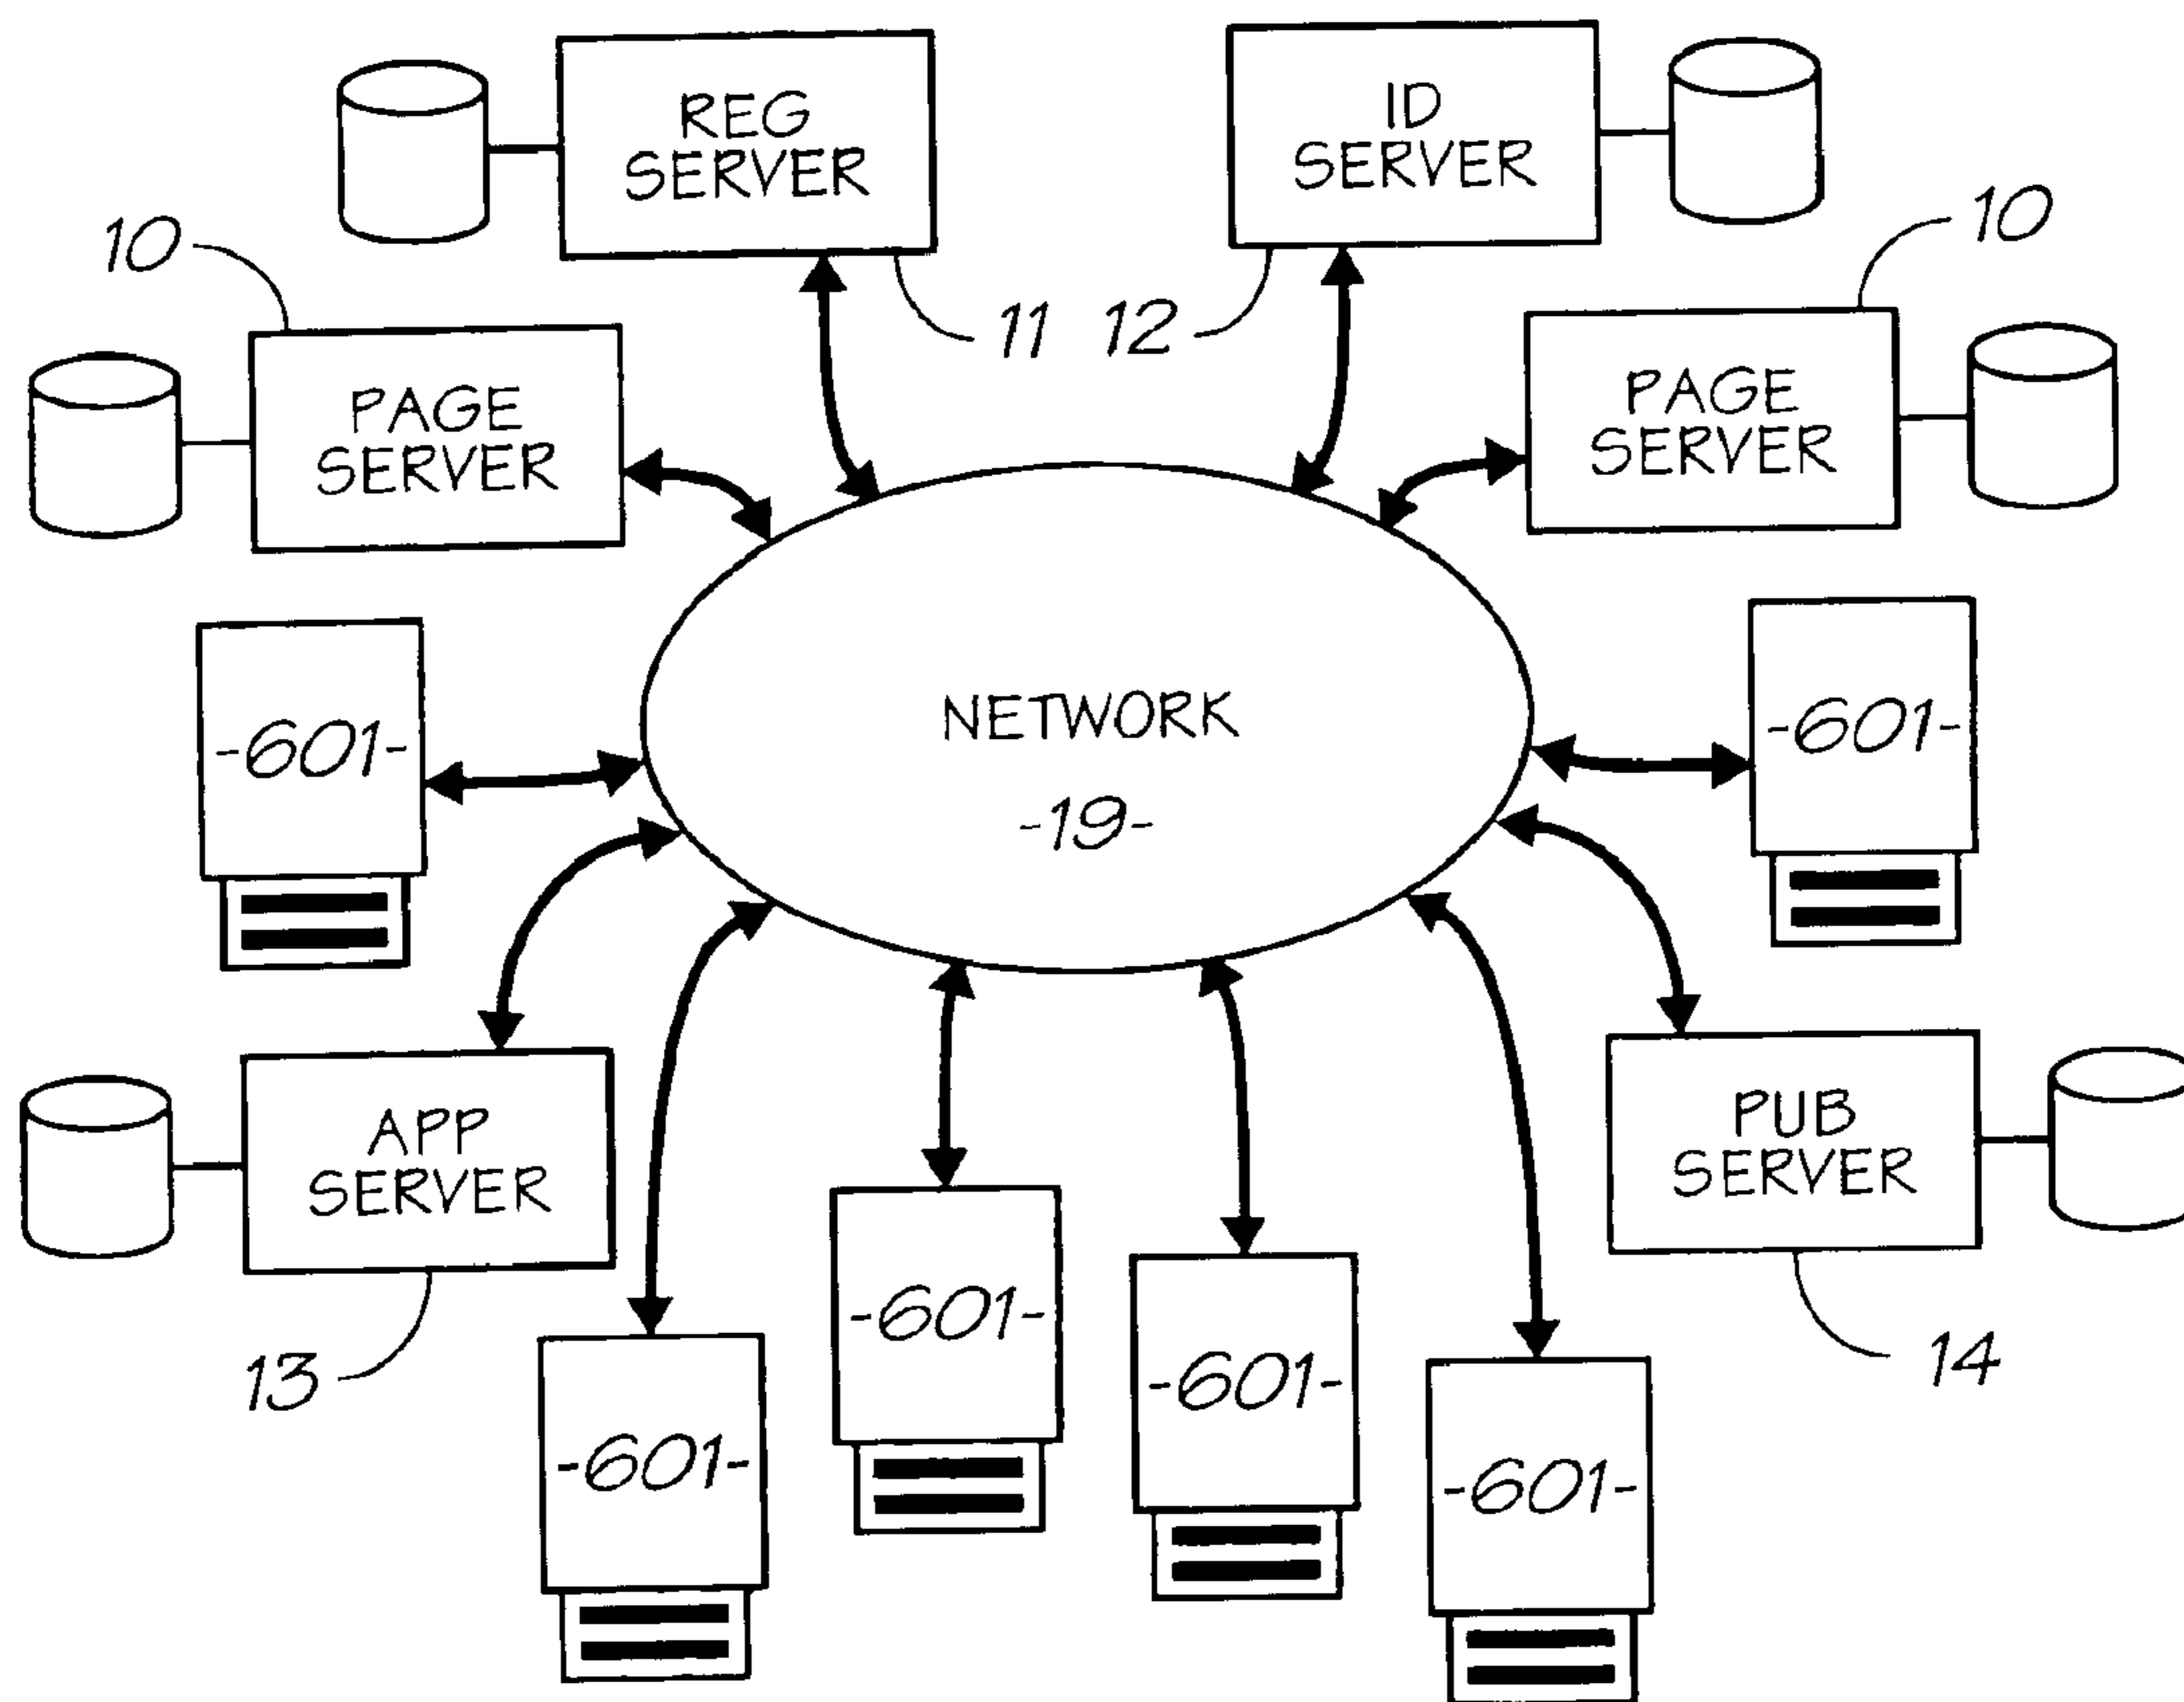 REG
SERVER
ID
SERVER
10
10
11
12
PAGE
SERVER
PAGE
SERVER
-601-
NETWORK
-19-
-601-
APP
SERVER
PUB
SERVER
-601-
-601-
13
14
-601-
-601-